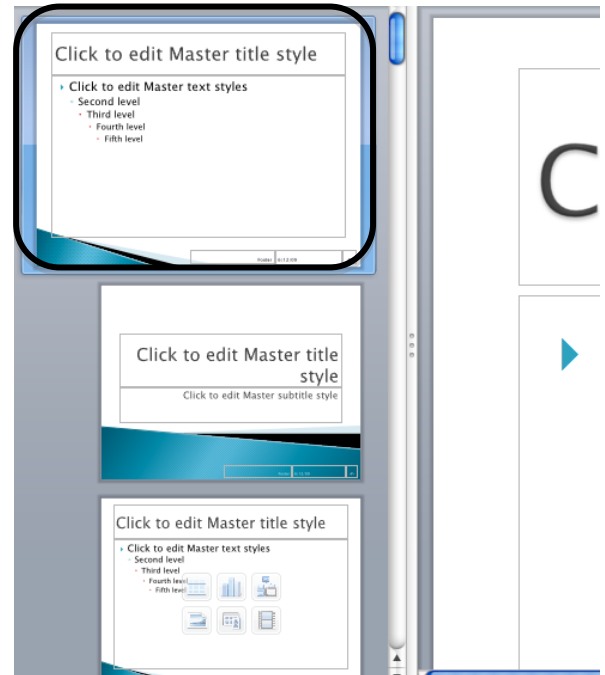 Click to edit Master title style
Click to edit Master text styles
Second level
Third level
Fourth level
Fifth level
Footer
Click to edit Master title
style
Click to edit Master subtitle style
Click to edit Master title style
Click to edit Master text styles
Second level
Third level
Fourth level
Fifth level
C